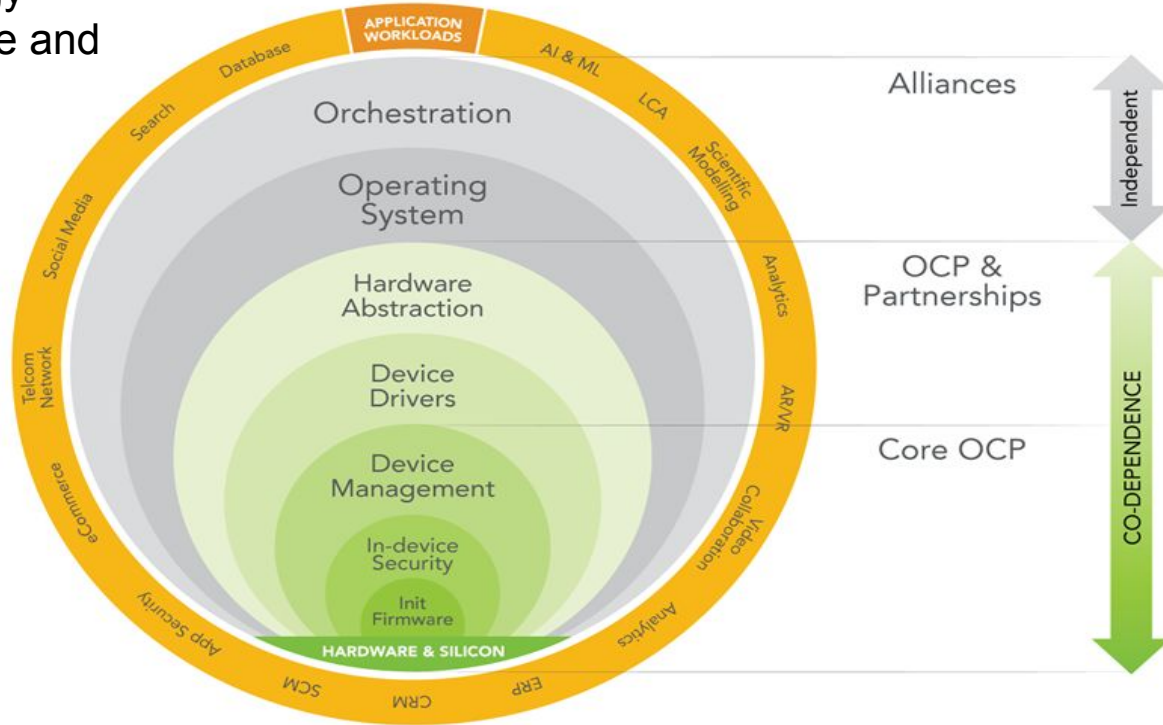 e and
APPLICATION
WORKLOADS
AI & ML
LCA
Scientific
Modelling
Analytics
AR/VR
Video
Collaboration
Analytics
ERP
CRM
SCM
App Security
eCommerce
Telcom
Network
Social Media
Search
Database
Orchestration
Operating
System
Hardware
Abstraction
Device
Drivers
Device
Management
In-device
Security
Init
Firmware
HARDWARE & SILICON
Alliances
OCP &
Partnerships
Core OCP
Independent
CO-DEPENDENCE